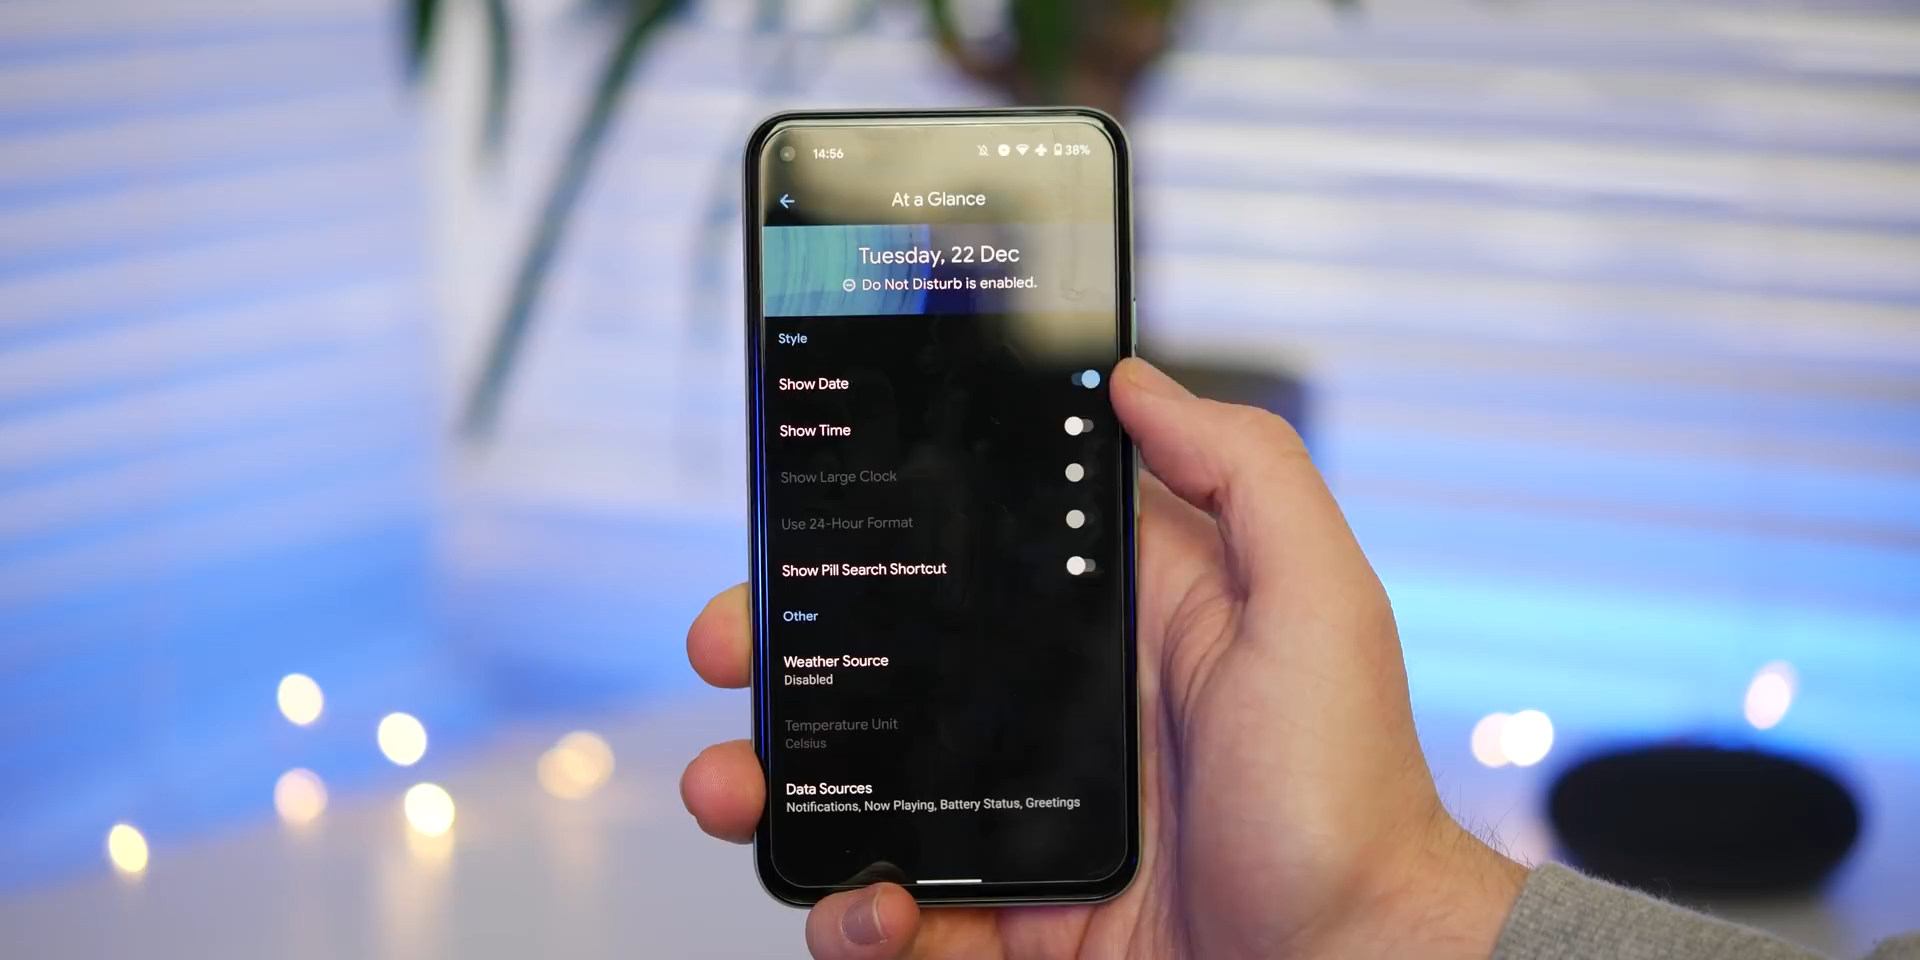 14:56
38%
At a Glance
Tuesday, 22 Dec
Do Not Disturb is enabled.
Style
Show Date
Show Time
Show Large Clock
Use 24-Hour Format
Show Pill Search Shortcut
Other
Weather Source
Disabled
Temperature Unit
Celsius
Data Sources
Notifications, Now Playing, Battery Status, Greetings